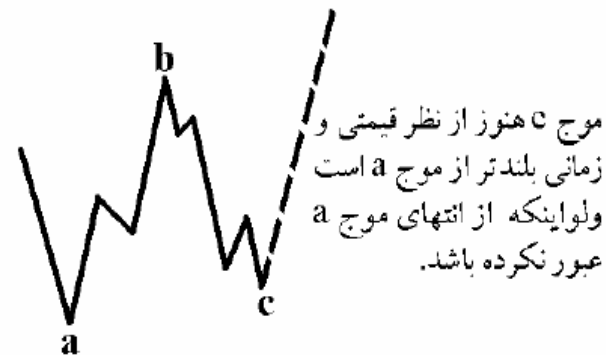 b
موج c هنوز از نظر قیمتی و
زمانی بلندتر از موج a است
ولواینکه از انتهای موج a
عبور نکرده باشد.
c
a